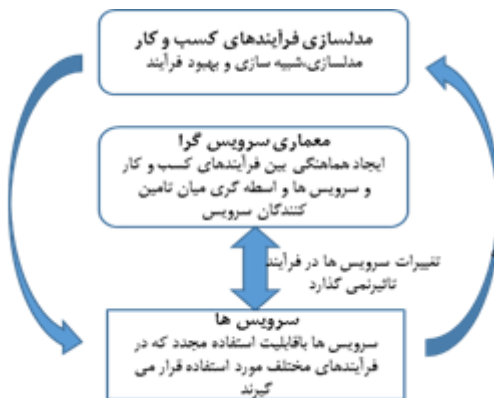 مدلسازی فرآیندهای کسب و کار
مدلسازی،شبیه سازی و بهبود فرآیند
معماری سرویس گرا
ایجاد هماهنگی بین فرآیندهای کسب و کار
و سرویس ها و اسطه گری میان تامین
کنندگان سرویس
تغییرات سرویس ها در فرآیند
تاثیرنمی گذارد
سرویس ها
سرویس ها باقابلیت استفاده مجدد که در
فرآیندهای مختلف مورد استفاده قرار می
گیرند